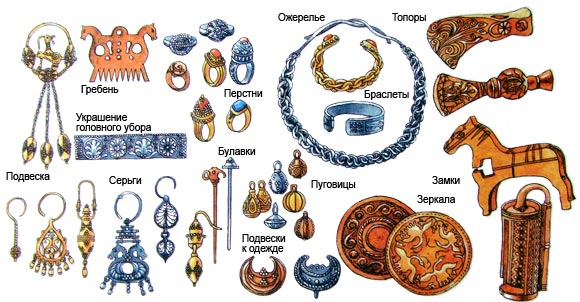 Ожерелье
Топоры
Гребень
Перстни
Браслеты
Украшение
головного убора
Булавки
Подвеска
Серьги
Пуговицы
Замки
Зеркала
Подвески
к одежде